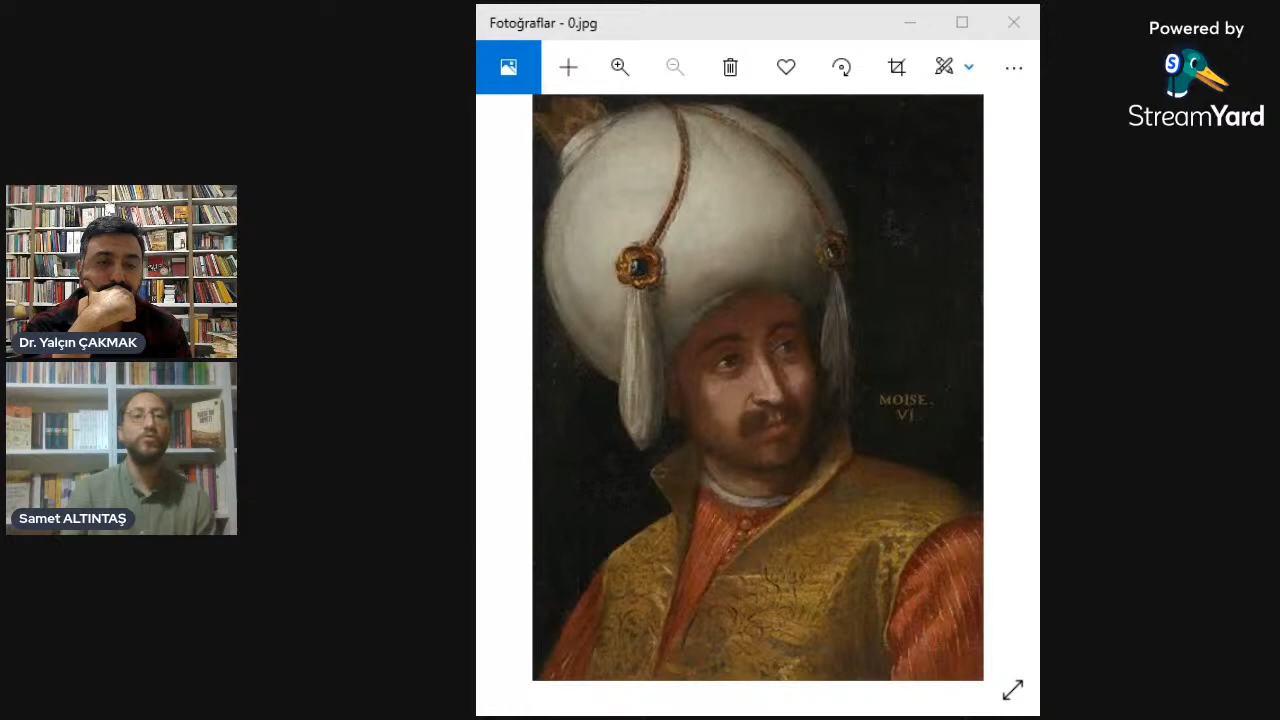 Fotoğraflar - 0.jpg
Powered by
S
StreamYard
Dr. Yalçın ÇAKMAK
Samet ALTINTAŞ
MOISE.
VI